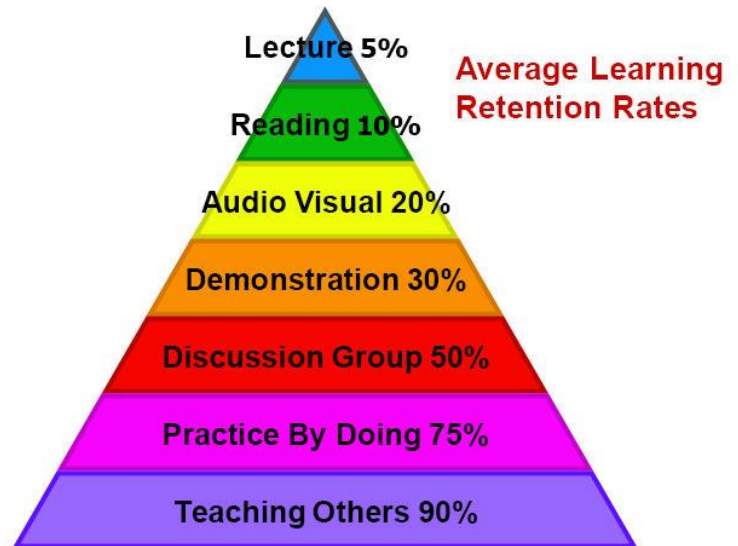 Lecture 5%
Average Learning
Retention Rates
Reading 10%
Audio Visual 20%
Demonstration 30%
Discussion Group 50%
Practice By Doing 75%
Teaching Others 90%